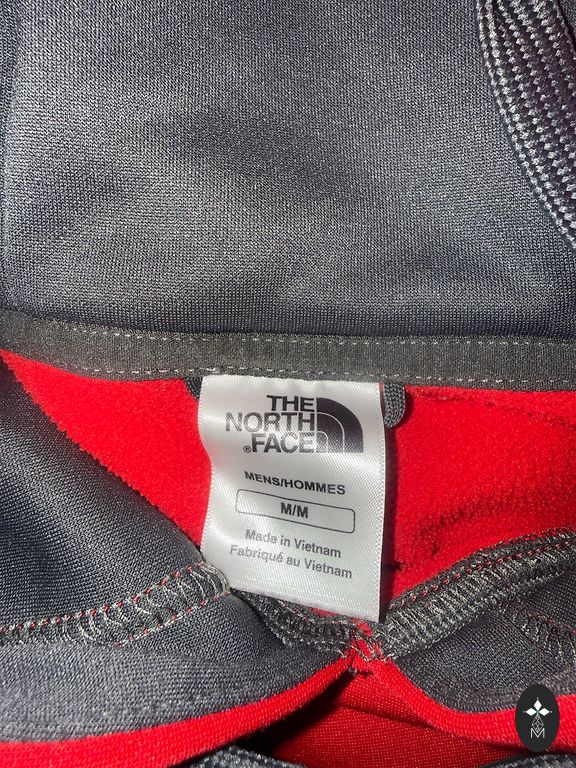 THE
NORTH
FACE
MENS/HOMMES
M/M
Made in Vietnam
Fabriqué au Vietnam
M